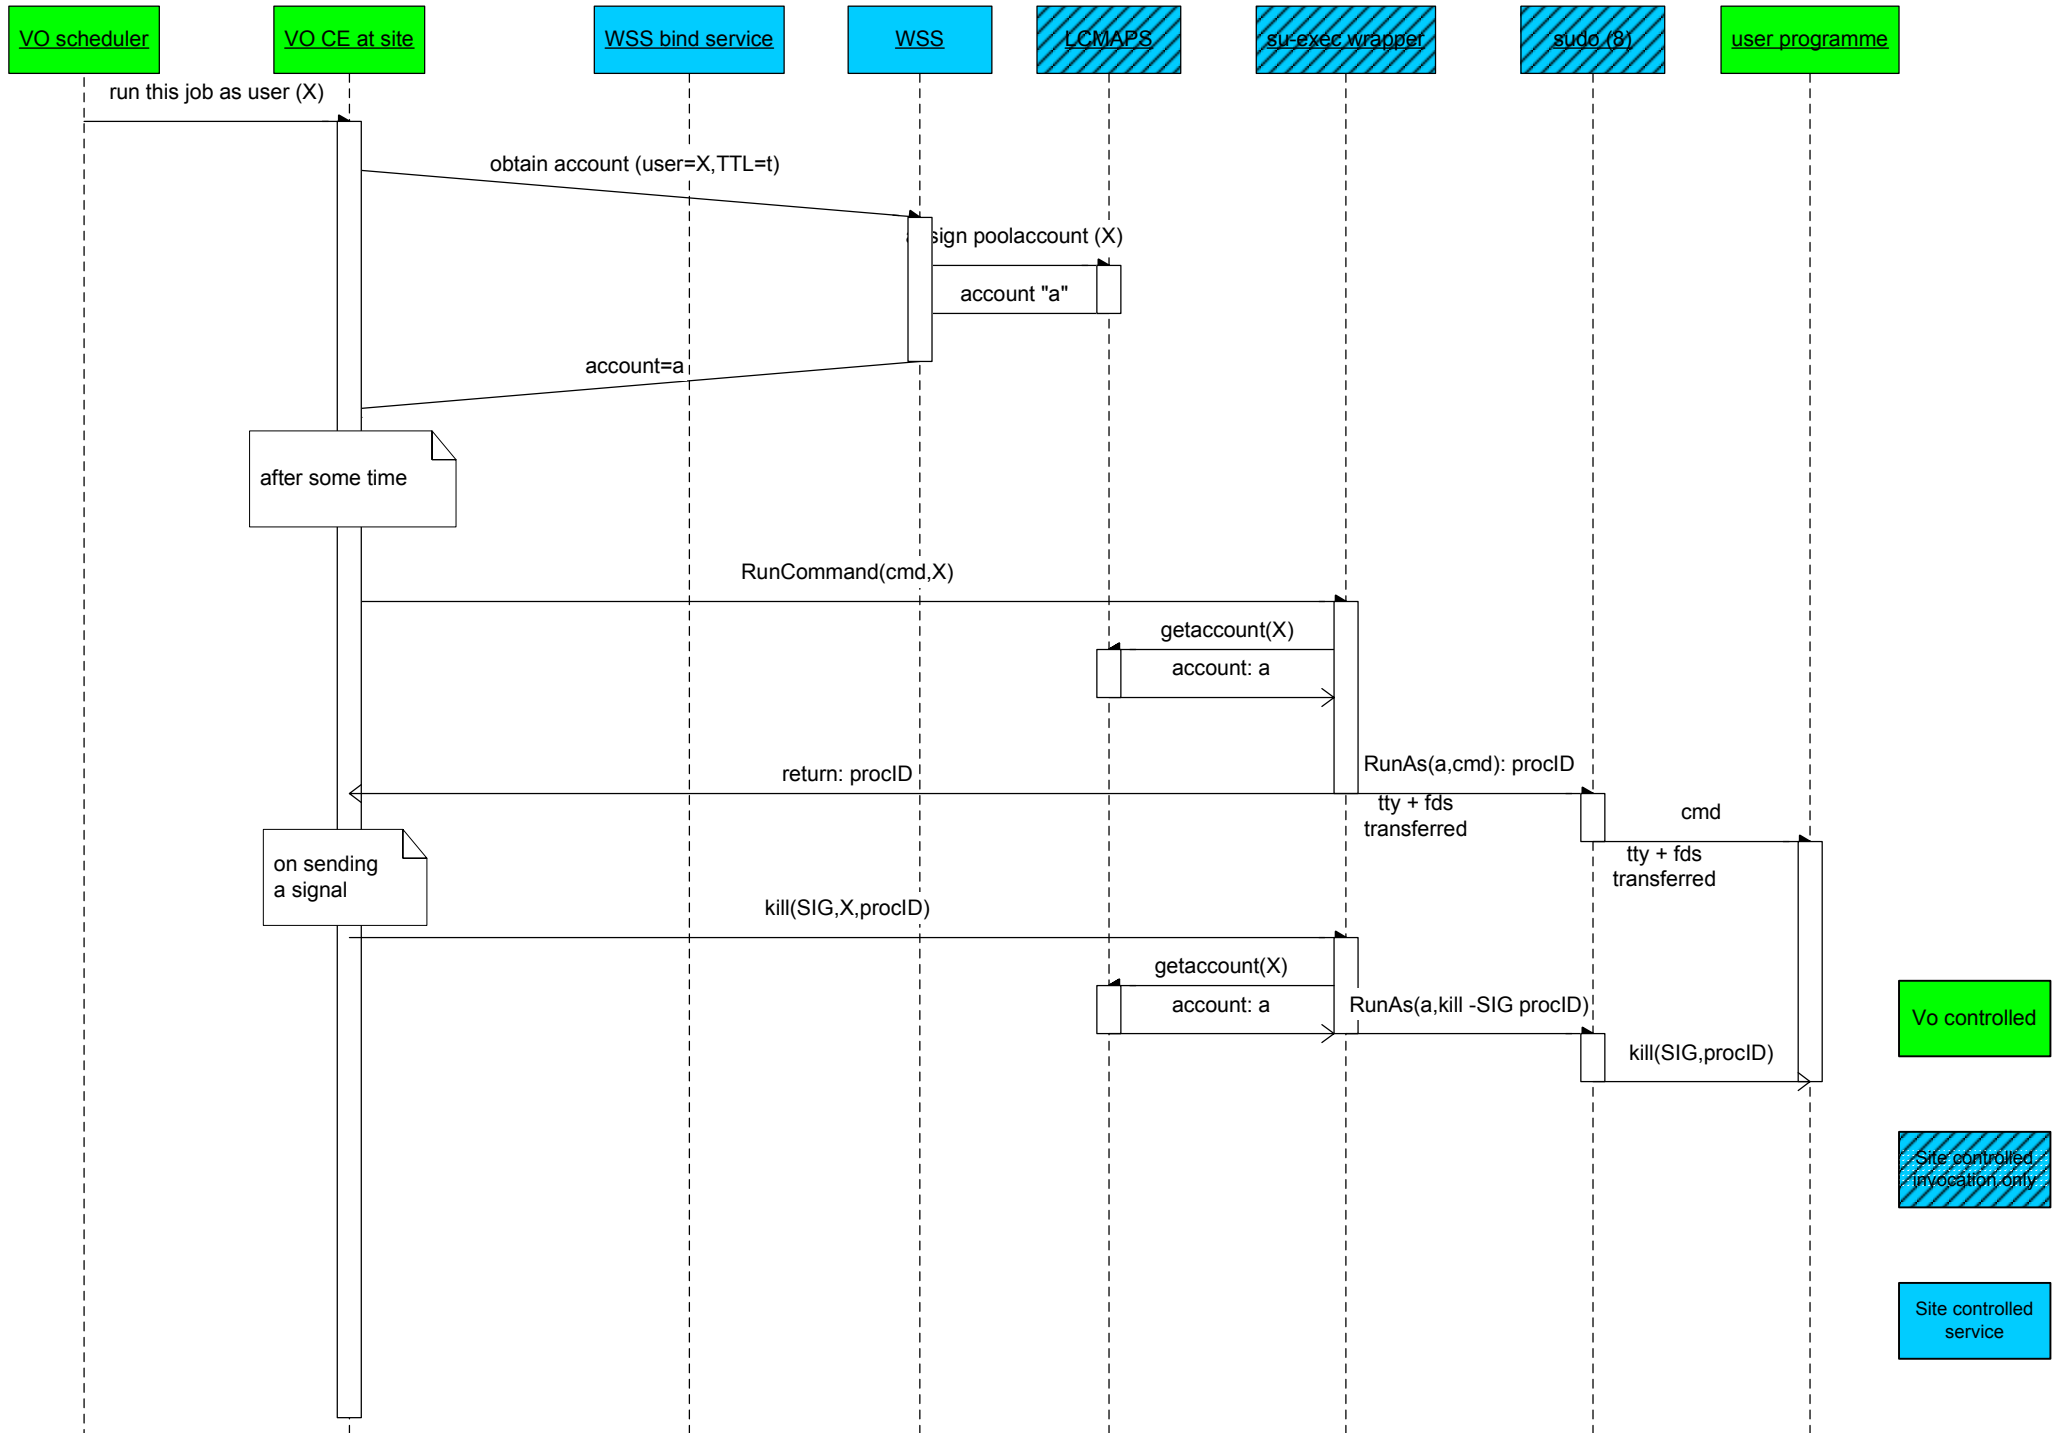 VO scheduler
VO CE at site
WSS bind service
WSS
LCMAPS
su-exec wrapper
sudo (8)
user programme
run this job as user (X)
obtain account (user=X,TTL=t)
sign poolaccount (X)
account "a"
account=a
after some time
RunCommand(cmd,X)
getaccount(X)
account: a
return: procID
RunAs(a,cmd): procID
tty + fds
transferred
cmd
tty + fds
transferred
on sending
a signal
kill(SIG,X,procID)
getaccount(X)
account: a
RunAs(a,kill -SIG procID)
kill(SIG,procID)
Vo controlled
Site controlled
invocation only
Site controlled
service